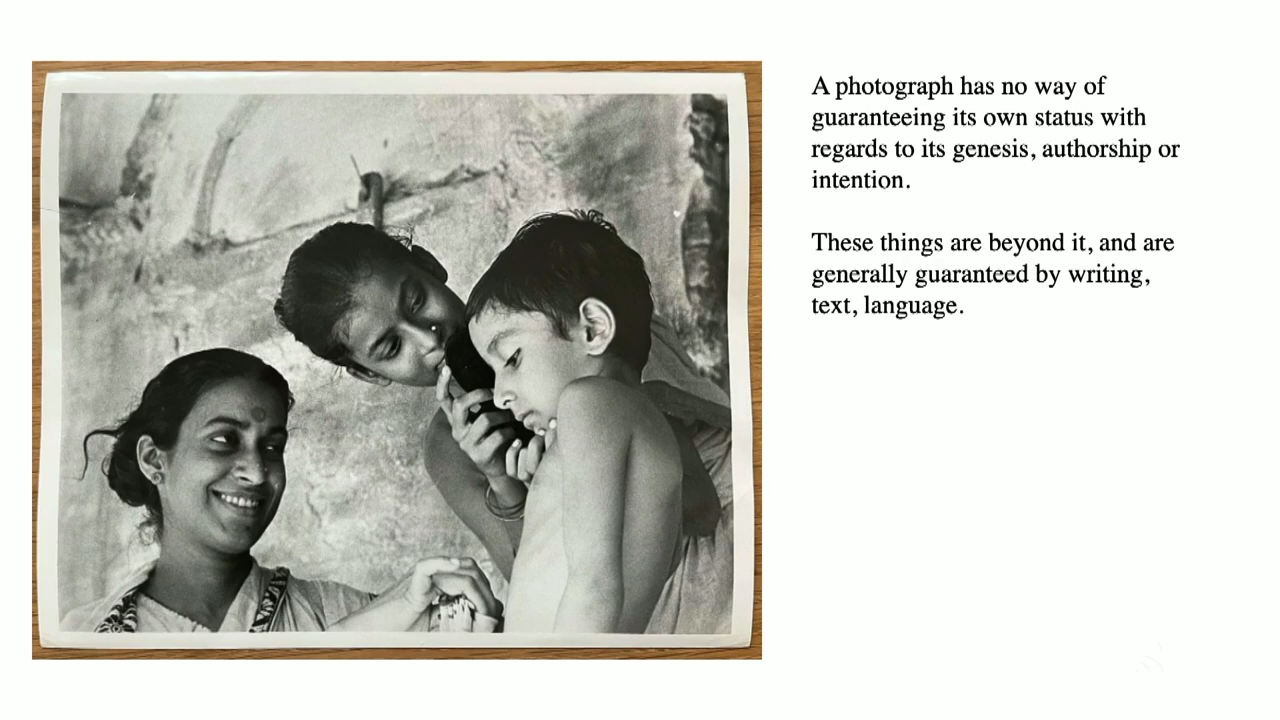 A photograph has no way of
guaranteeing its own status with
regards to its genesis, authorship or
intention.
These things are beyond it, and are
generally guaranteed by writing,
text, language.